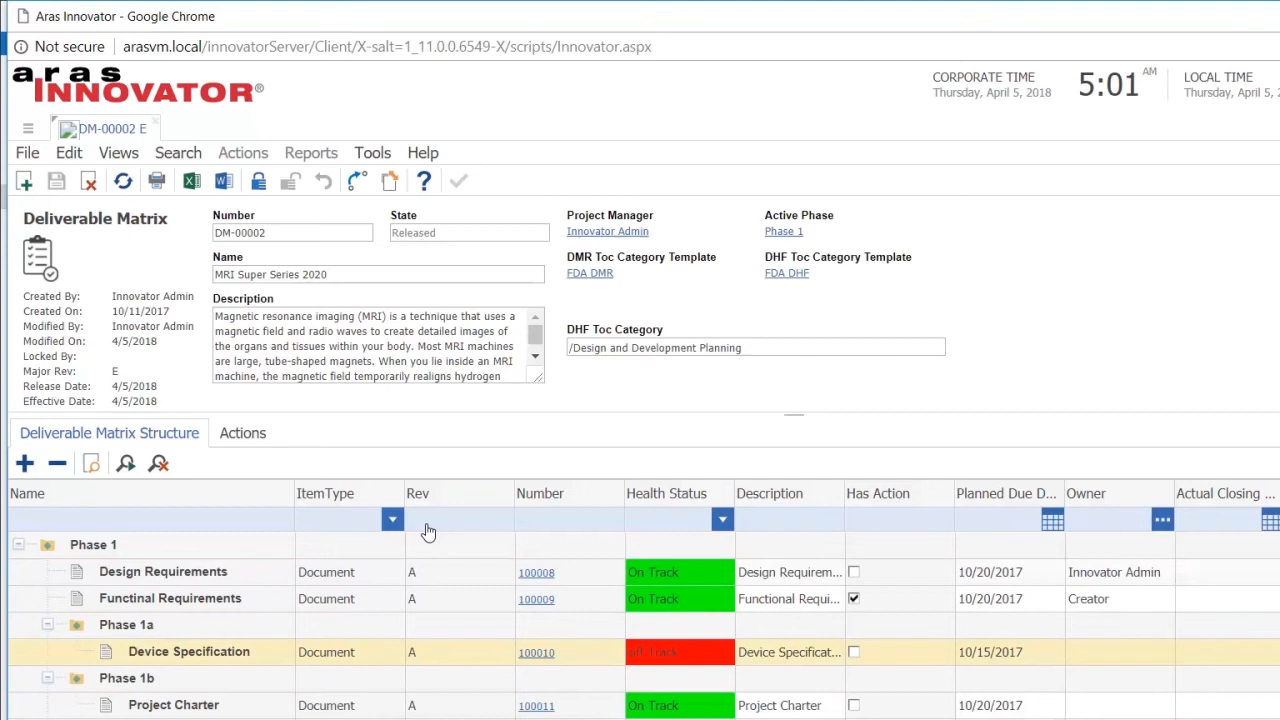 Aras Innovator - Google Chrome
Not secure arasvm.local/innovatorServer/Client/X-salt=1_11.0.0.6549-X/scripts/Innovator.aspx
aras
INNOVATOR®
CORPORATE TIME
Thursday, April 5, 2018
5:01 AM
LOCAL TIME
Thursday, April 5,
DM-00002 E
File Edit Views Search Actions Reports Tools Help
Deliverable Matrix
Number
DM-00002
State
Released
Project Manager
Innovator Admin
Active Phase
Phase 1
Name
MRI Super Series 2020
DMR Toc Category Template
FDA DMR
DHF Toc Category Template
FDA DHF
Created By: Innovator Admin
Created On: 10/11/2017
Modified By: Innovator Admin
Modified On: 4/5/2018
Locked By:
Major Rev: E
Release Date: 4/5/2018
Effective Date: 4/5/2018
Description
Magnetic resonance imaging (MRI) is a technique that uses a
magnetic field and radio waves to create detailed images of
the organs and tissues within your body. Most MRI machines
are large, tube-shaped magnets. When you lie inside an MRI
machine, the magnetic field temporarily realigns hydrogen
DHF Toc Category
/Design and Development Planning
Deliverable Matrix Structure Actions
Name ItemType Rev Number Health Status Description Has Action Planned Due D... Owner Actual Closing ...
Phase 1
Design Requirements Document A 100008 On Track Design Requirem... 10/20/2017 Innovator Admin
Functinal Requirements Document A 100009 On Track Functional Requi... 10/20/2017 Creator
Phase 1a
Device Specification Document A 100010 off Track Device Specificat... 10/15/2017
Phase 1b
Project Charter Document A 100011 On Track Project Charter 10/20/2017